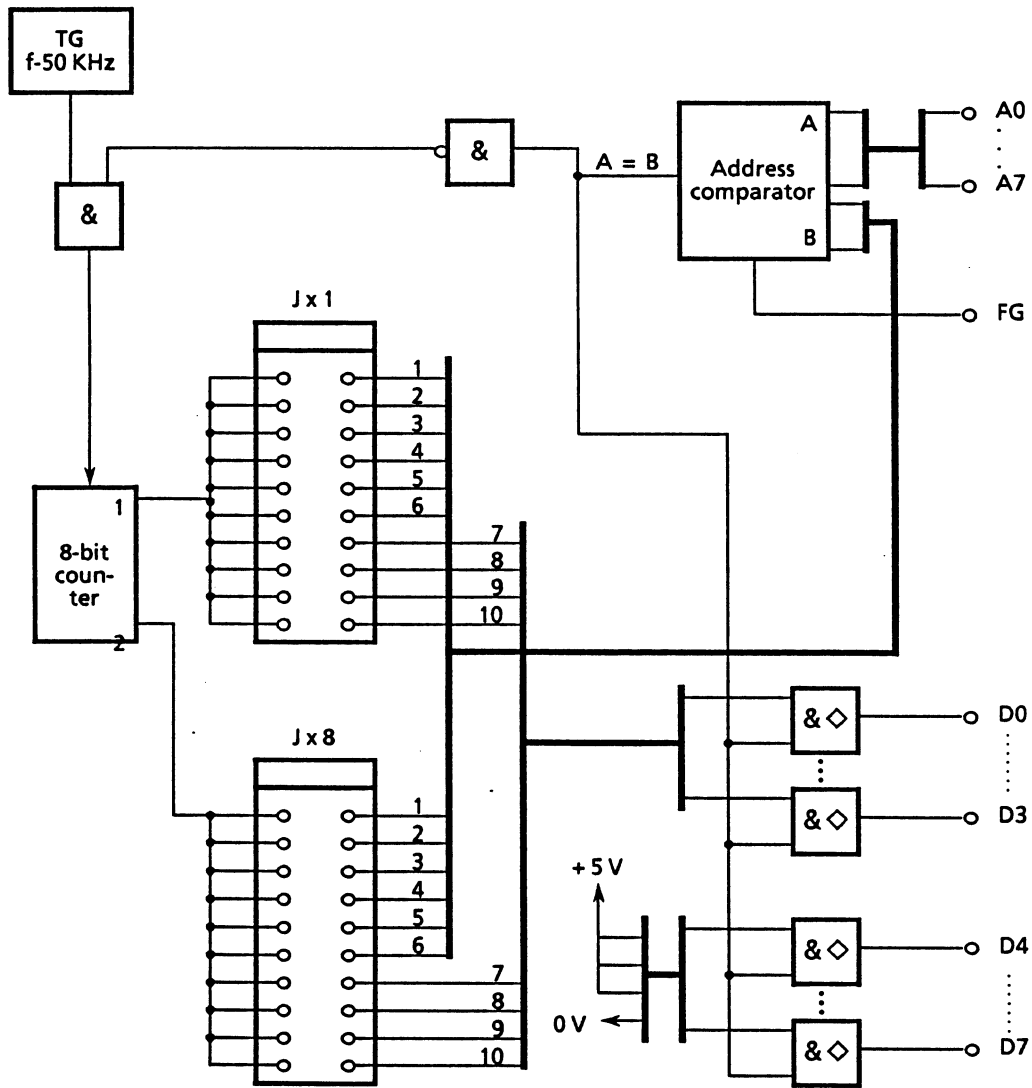 TG
f-50 KHz
&
&
A = B
A
Address
comparator
B
A0
A7
FG
J x 1
1
2
3
4
5
6
7
8
9
10
1
8-bit
coun-
ter
2
J x 8
1
2
3
4
5
6
7
8
9
10
+ 5 V
0 V
& ◇
D0
& ◇
D3
& ◇
D4
& ◇
D7